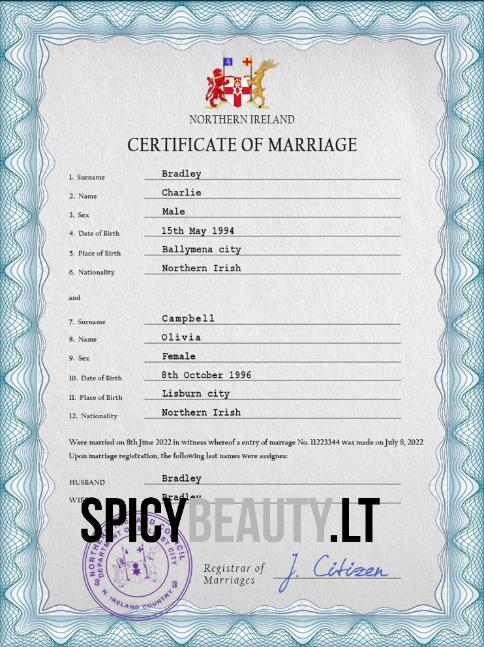 NORTHERN IRELAND
CERTIFICATE OF MARRIAGE
1. Surname Bradley
2. Name Charlie
3. Sex Male
4. Date of Birth 15th May 1994
5. Place of Birth Ballymena city
6. Nationality Northern Irish
and
7. Surname Campbell
8. Name Olivia
9. Sex Female
10. Date of Birth 8th October 1996
11. Place of Birth Lisburn city
12. Nationality Northern Irish
Were married on 8th June 2022 in witness whereof a entry of marriage No. 11223344 was made on July 8, 2022
Upon marriage registration, the following last names were assignes:
HUSBAND Bradley
WIFE Bradley
SPICYBEAUTY.LT
DEPARTMENT OF BELFAST CITY
N. IRELAND COUNTRY
Registrar of
Marriages J. Citizen